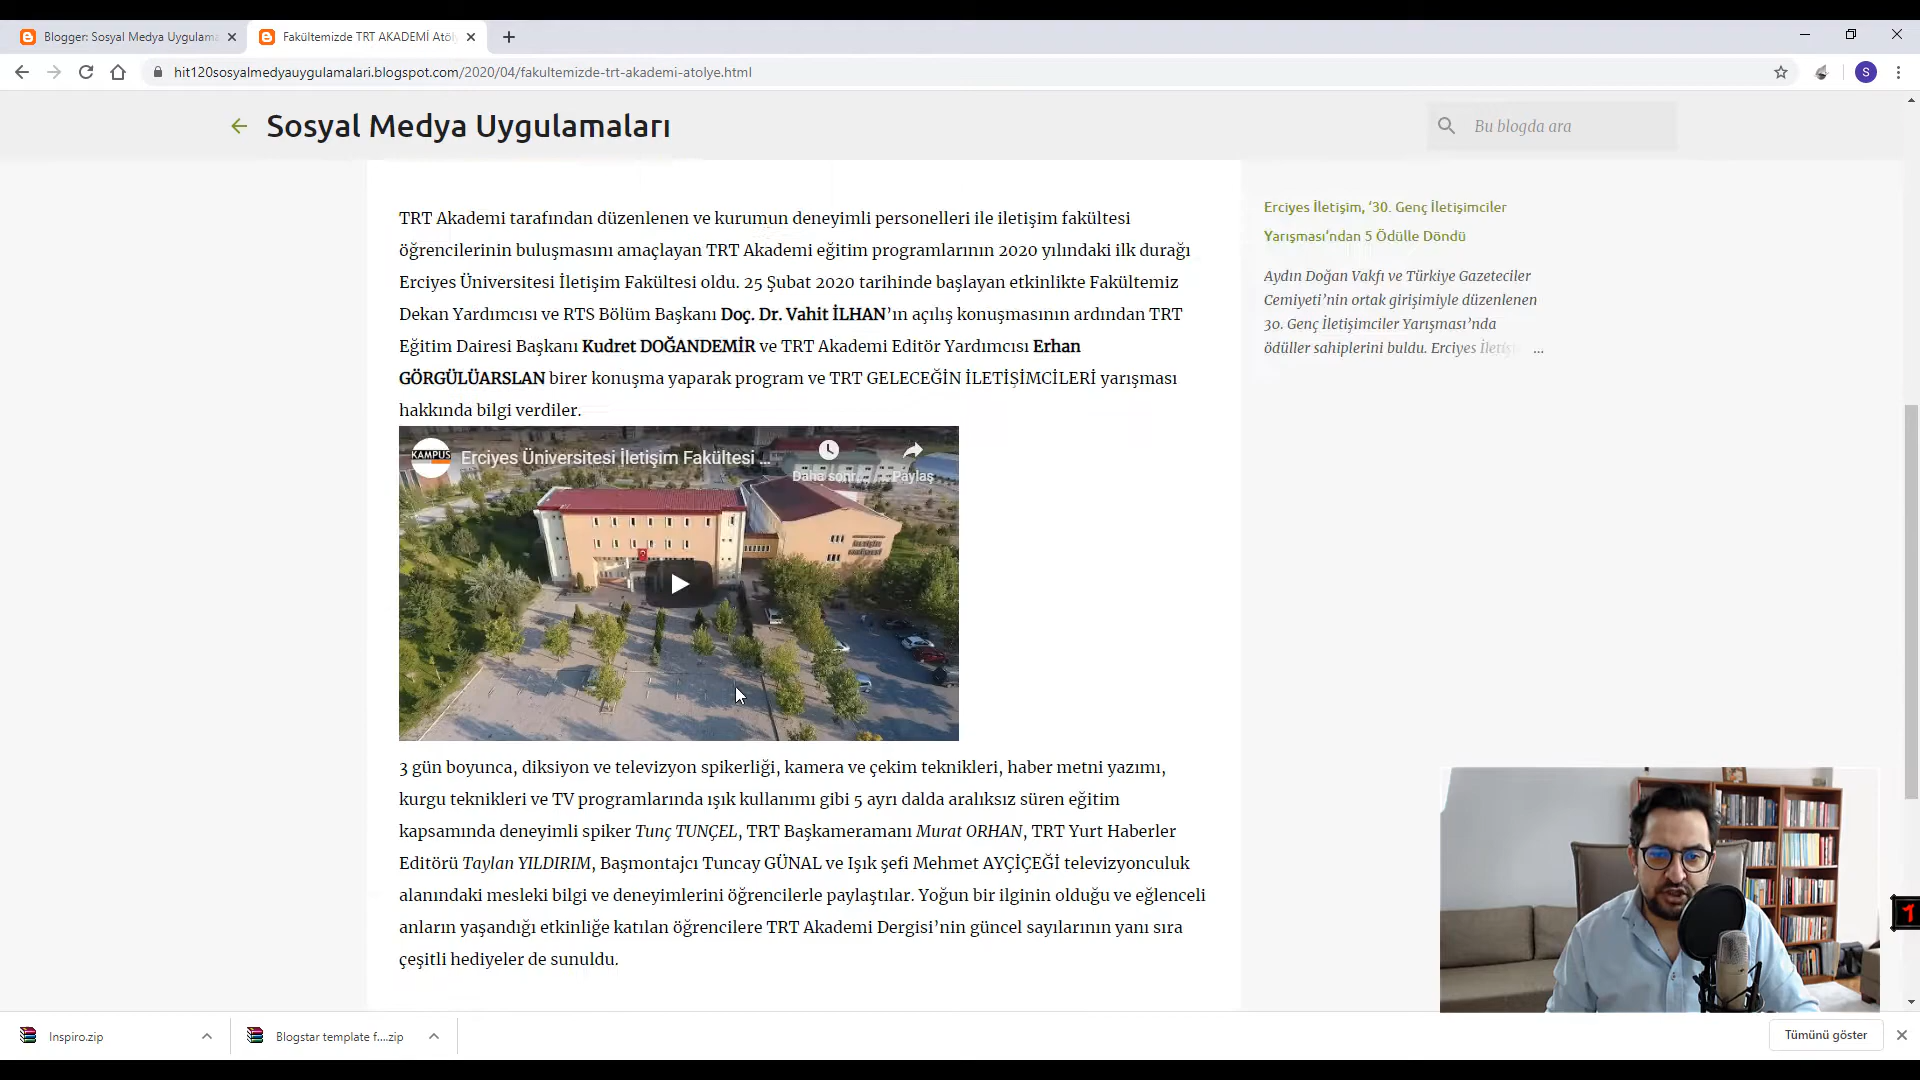 Blogger: Sosyal Medya Uygulama
Fakültemizde TRT AKADEMİ Atöly
hit120sosyalmedyauygulamalari.blogspot.com/2020/04/fakultemizde-trt-akademi-atolye.html
S
Sosyal Medya Uygulamaları
Bu blogda ara
TRT Akademi tarafından düzenlenen ve kurumun deneyimli personelleri ile iletişim fakültesi
öğrencilerinin buluşmasını amaçlayan TRT Akademi eğitim programlarının 2020 yılındaki ilk durağı
Erciyes Üniversitesi İletişim Fakültesi oldu. 25 Şubat 2020 tarihinde başlayan etkinlikte Fakültemiz
Dekan Yardımcısı ve RTS Bölüm Başkanı Doç. Dr. Vahit İLHAN’ın açılış konuşmasının ardından TRT
Eğitim Dairesi Başkanı Kudret DOĞANDEMİR ve TRT Akademi Editör Yardımcısı Erhan
GÖRGÜLÜARSLAN birer konuşma yaparak program ve TRT GELECEĞİN İLETİŞİMCİLERİ yarışması
hakkında bilgi verdiler.
KAMPUS
Erciyes Üniversitesi İletişim Fakültesi ...
Daha sonr...
Paylaş
3 gün boyunca, diksiyon ve televizyon spikerliği, kamera ve çekim teknikleri, haber metni yazımı,
kurgu teknikleri ve TV programlarında ışık kullanımı gibi 5 ayrı dalda aralıksız süren eğitim
kapsamında deneyimli spiker Tunç TUNÇEL, TRT Başkameramanı Murat ORHAN, TRT Yurt Haberler
Editörü Taylan YILDIRIM, Başmontajcı Tuncay GÜNAL ve Işık şefi Mehmet AYÇİÇEĞİ televizyonculuk
alanındaki mesleki bilgi ve deneyimlerini öğrencilerle paylaştılar. Yoğun bir ilginin olduğu ve eğlenceli
anların yaşandığı etkinliğe katılan öğrencilere TRT Akademi Dergisi’nin güncel sayılarının yanı sıra
çeşitli hediyeler de sunuldu.
Erciyes İletişim, ‘30. Genç İletişimciler
Yarışması’ndan 5 Ödülle Döndü
Aydın Doğan Vakfı ve Türkiye Gazeteciler
Cemiyeti’nin ortak girişimiyle düzenlenen
30. Genç İletişimciler Yarışması’nda
ödüller sahiplerini buldu. Erciyes İletiş ...
1
Inspiro.zip
Blogstar template f....zip
Tümünü göster